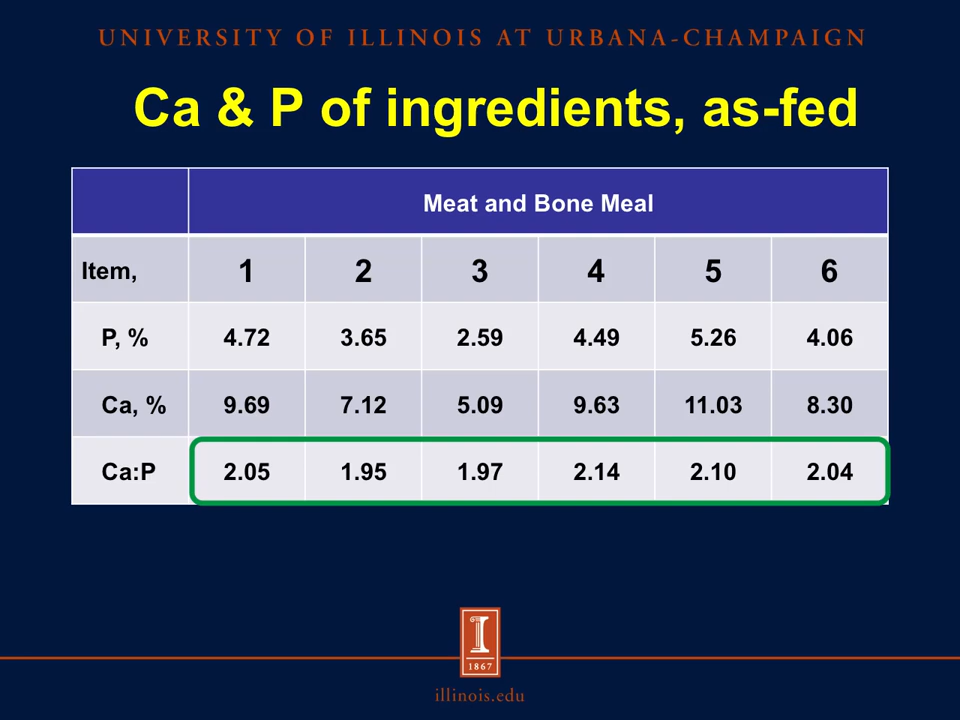 UNIVERSITY OF ILLINOIS AT URBANA-CHAMPAIGN
Ca & P of ingredients, as-fed
Meat and Bone Meal
Item, 1 2 3 4 5 6
P, % 4.72 3.65 2.59 4.49 5.26 4.06
Ca, % 9.69 7.12 5.09 9.63 11.03 8.30
Ca:P 2.05 1.95 1.97 2.14 2.10 2.04
I
1867
illinois.edu